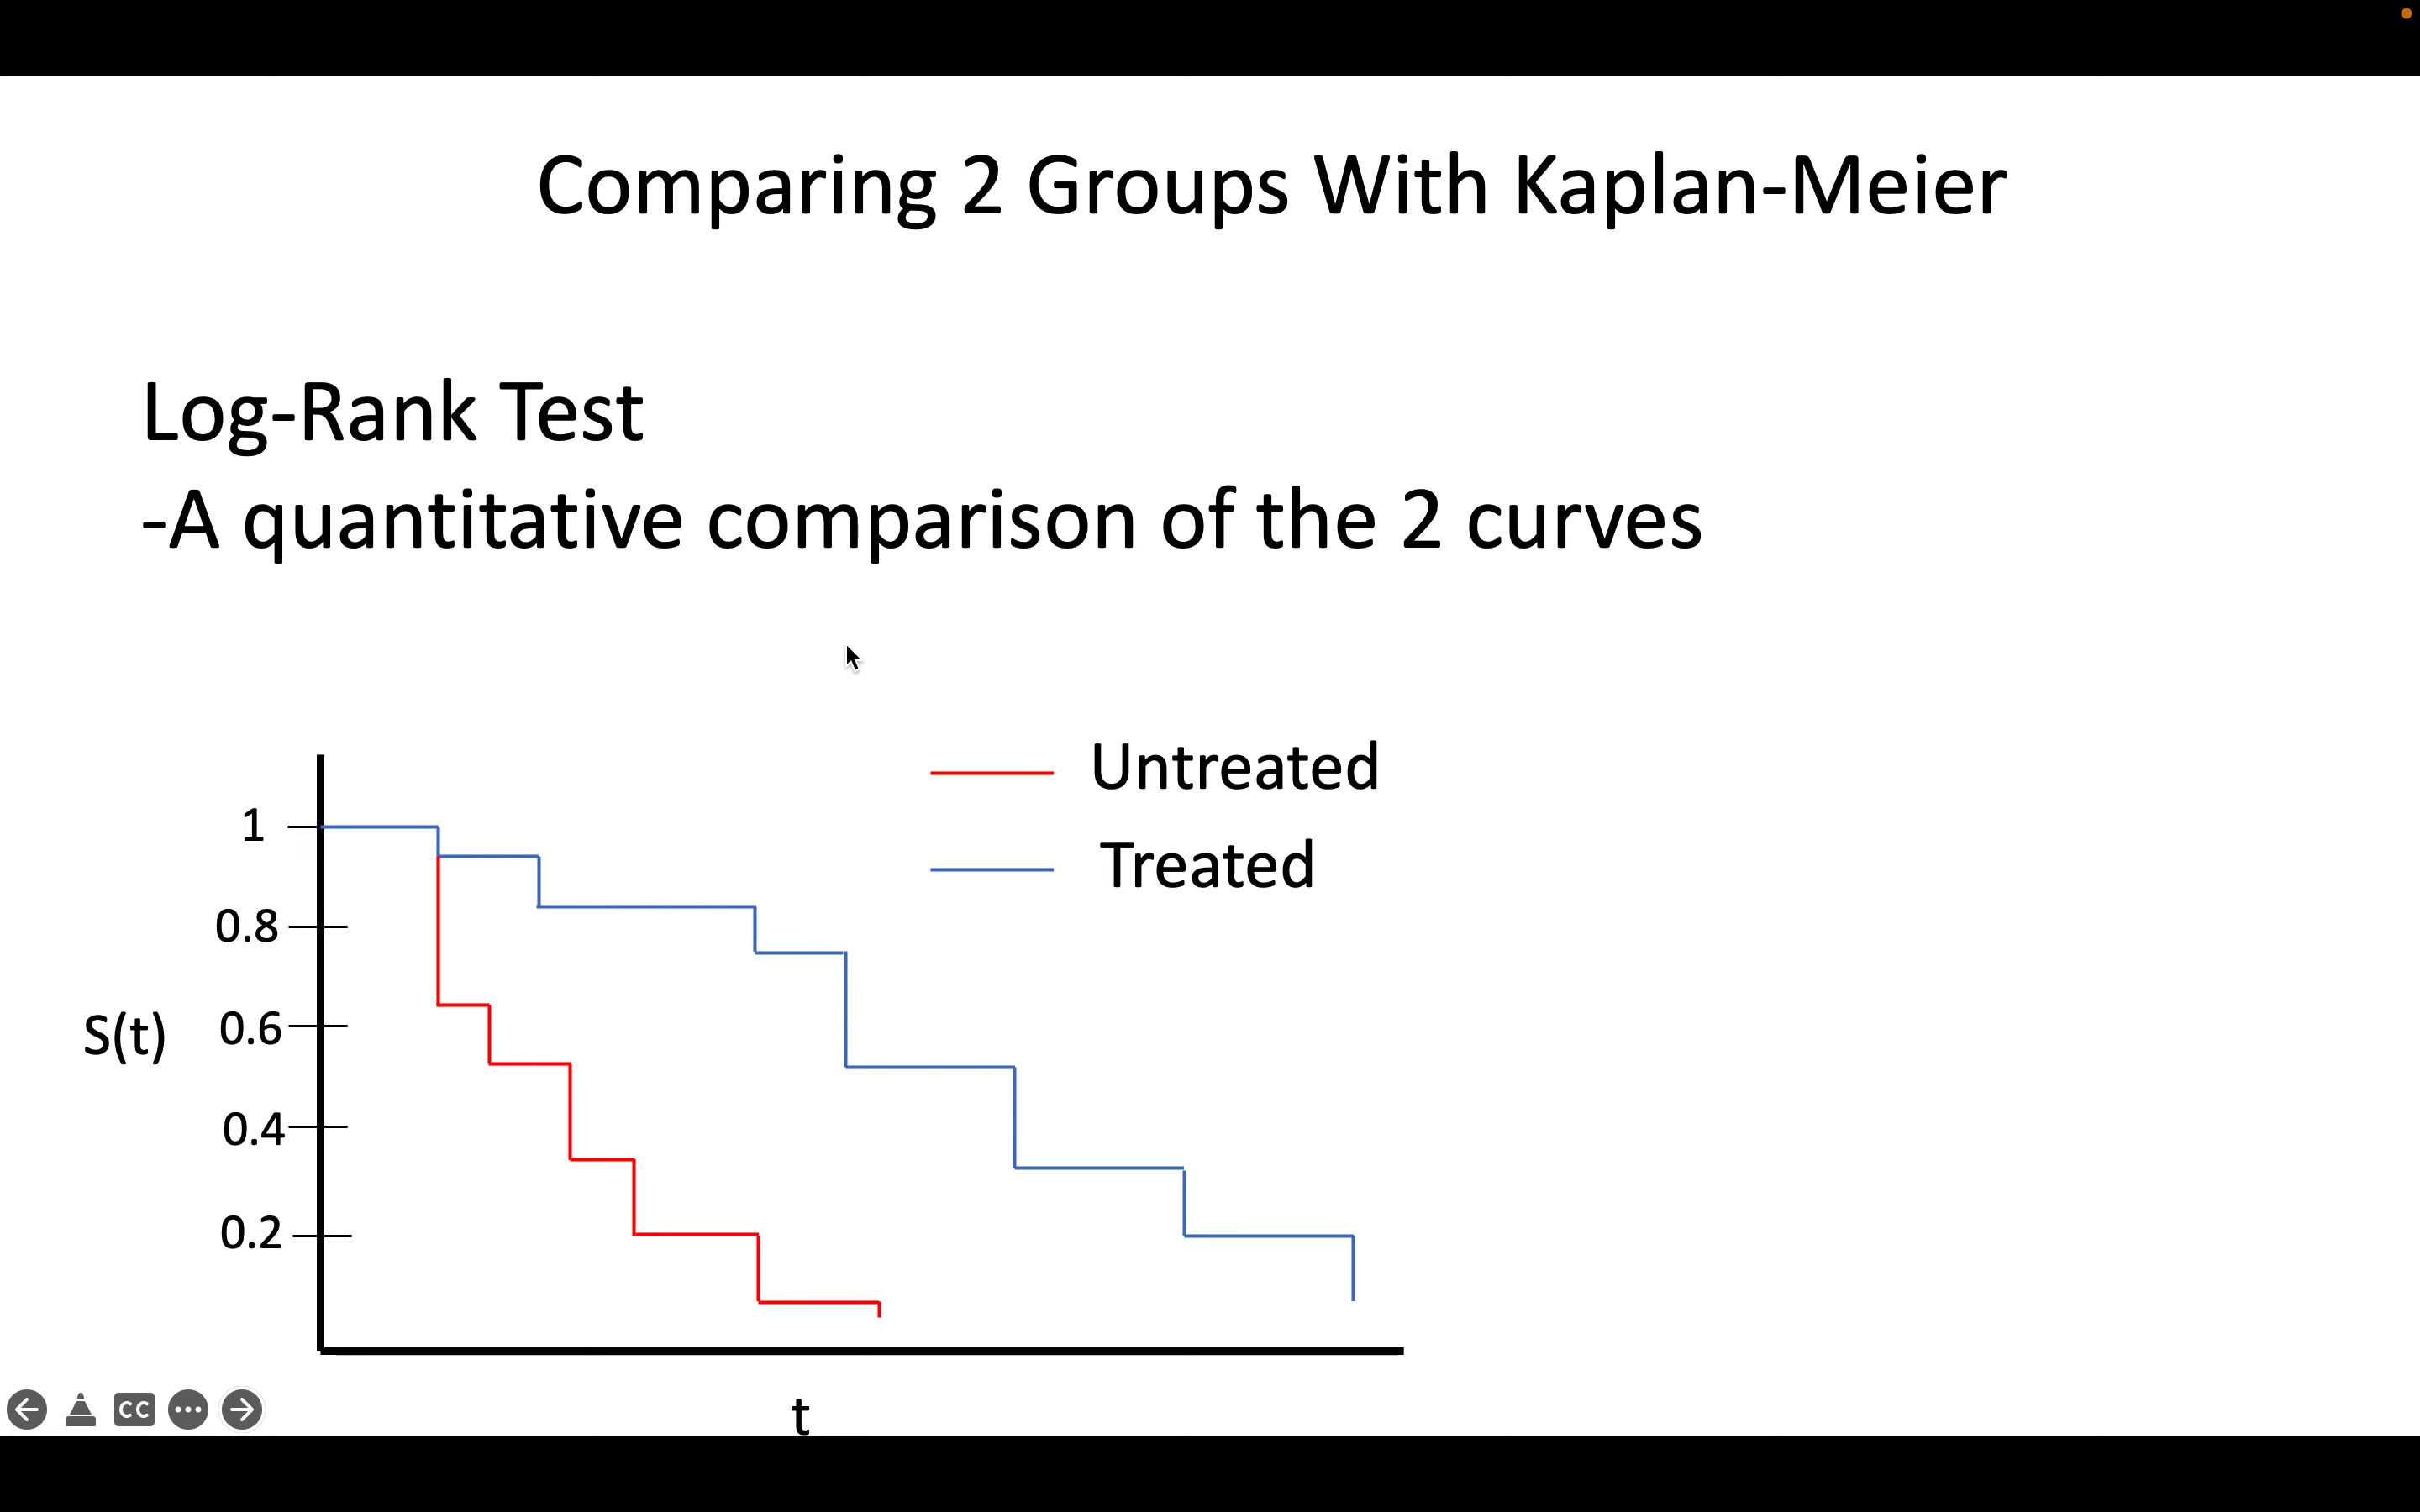 Comparing 2 Groups With Kaplan-Meier
Log-Rank Test
-A quantitative comparison of the 2 curves
Untreated
Treated
1
0.8
S(t)
0.6
0.4
0.2
CC
t